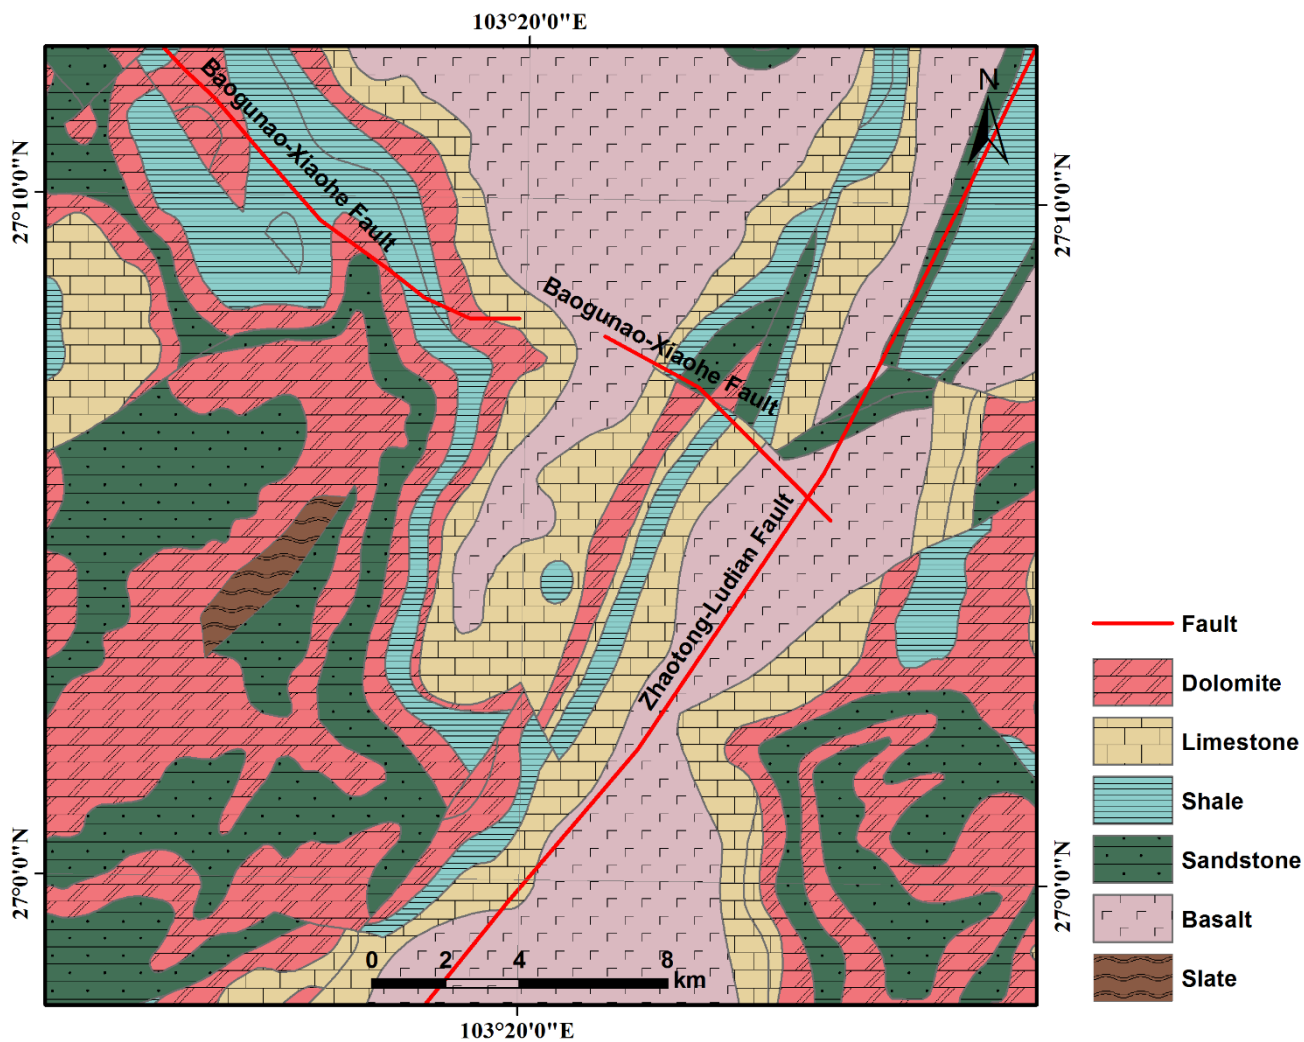 103°20'0"E
N
Baogunao-Xiaohe Fault
27°10'0"N
27°10'0"N
Baogunao-Xiaohe Fault
Zhaotong-Ludian Fault
Fault
Dolomite
Limestone
Shale
Sandstone
Basalt
Slate
27°0'0"N
27°0'0"N
0 2 4 8
km
103°20'0"E